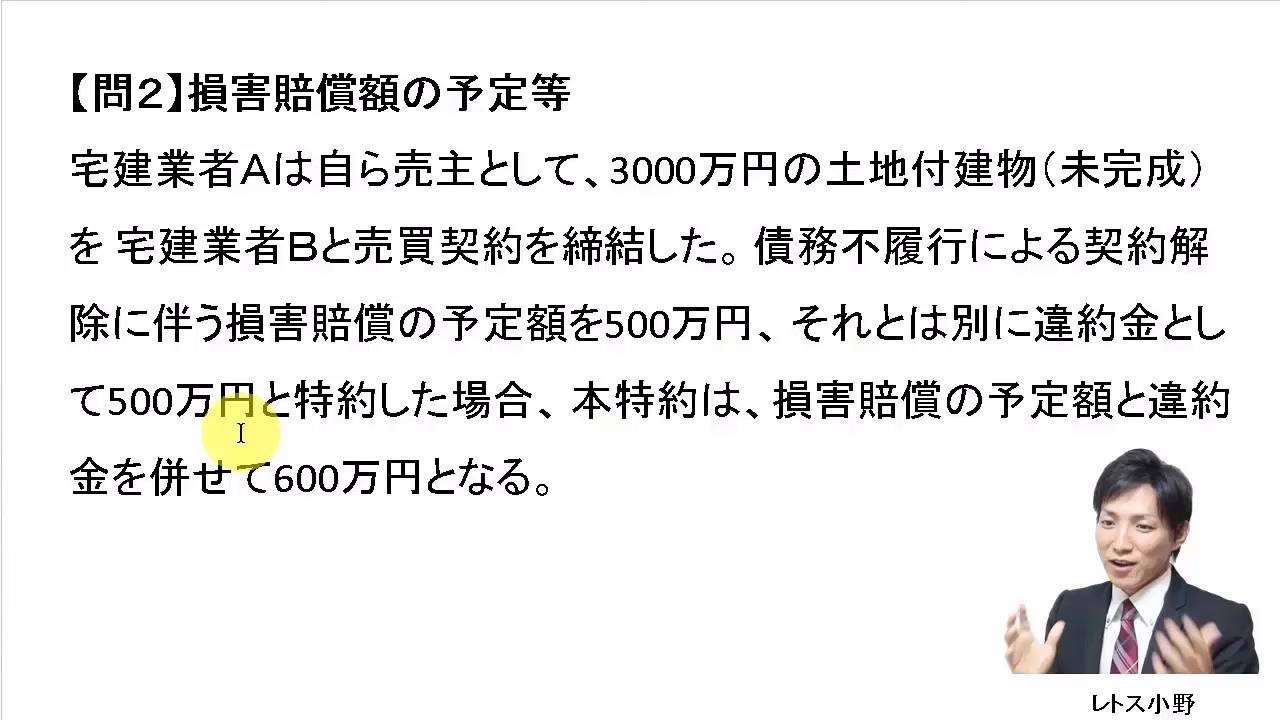 【問２】損害賠償額の予定等
宅建業者Ａは自ら売主として、3000万円の土地付建物（未完成）
を 宅建業者Ｂと売買契約を締結した。債務不履行による契約解
除に伴う損害賠償の予定額を500万円、それとは別に違約金とし
て500万円と特約した場合、本特約は、損害賠償の予定額と違約
金を併せて600万円となる。
レトス小野